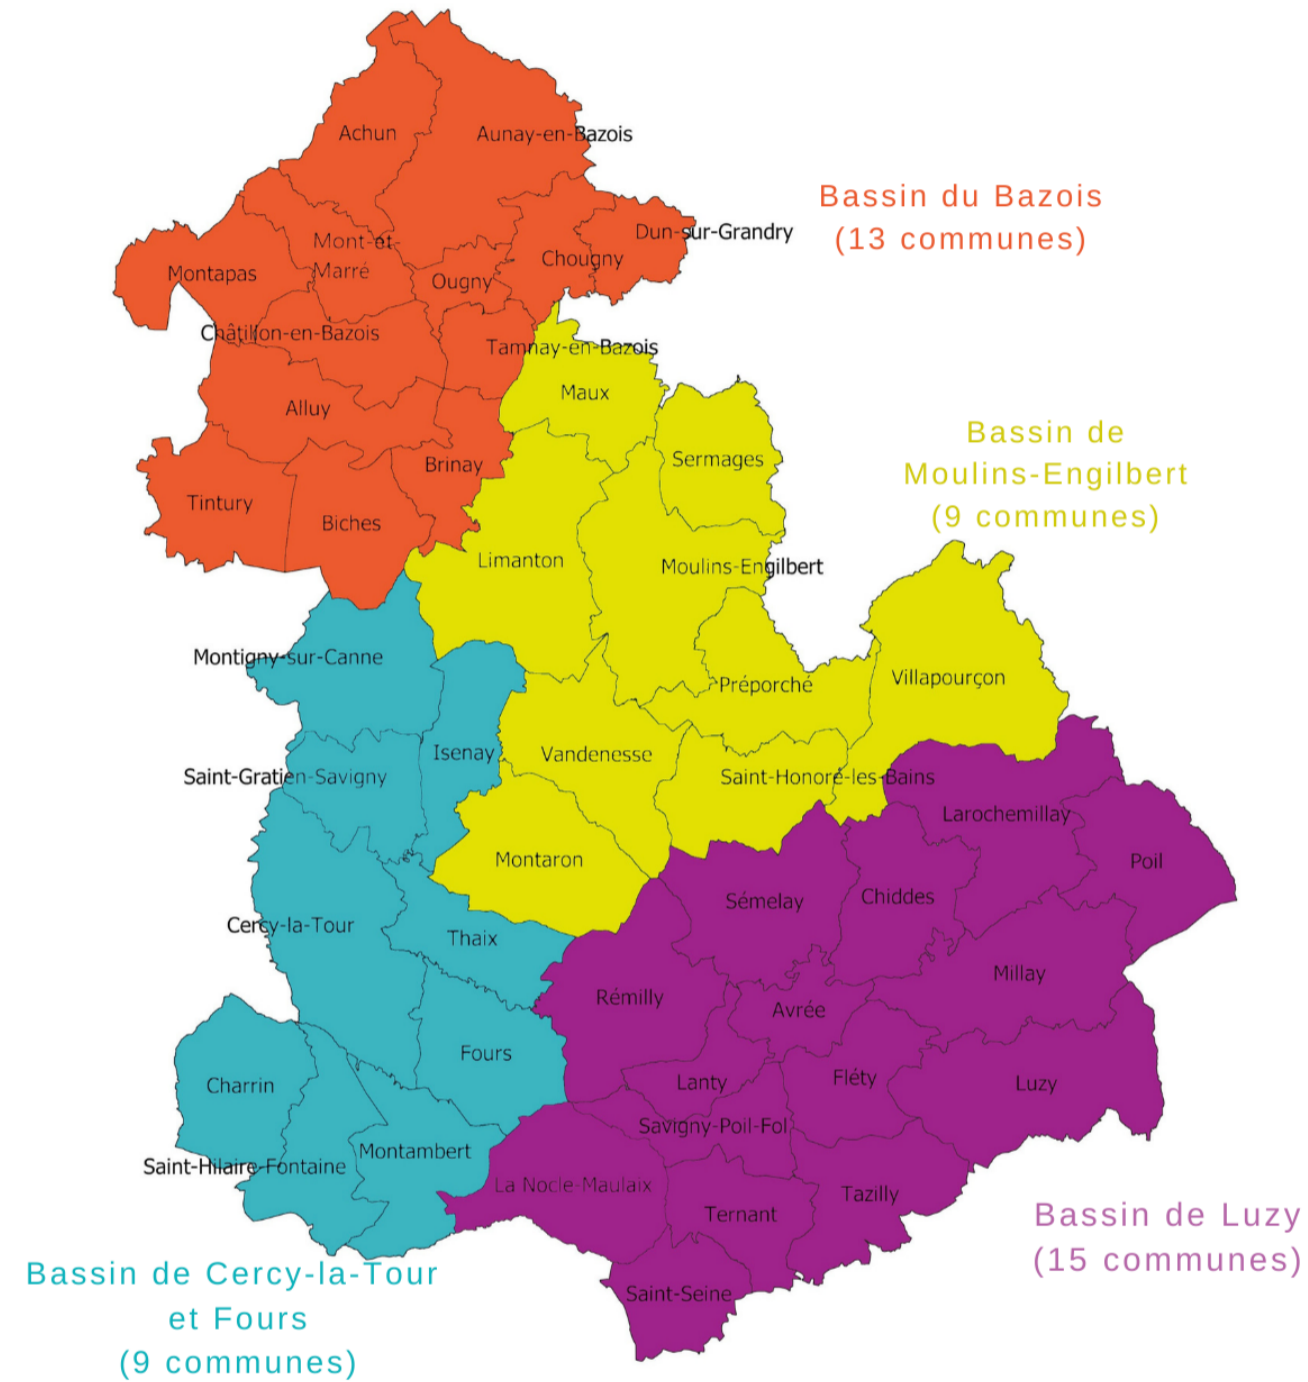 Achun
Aunay-en-Bazois
Bassin du Bazois
(13 communes)
Dun-sur-Grandry
Mont-et-
Marré
Chougny
Montapas
Ougny
Châtillon-en-Bazois
Tamnay-en-Bazois
Maux
Alluy
Bassin de
Moulins-Engilbert
(9 communes)
Sermages
Brinay
Tintury
Biches
Limanton
Moulins-Engilbert
Montigny-sur-Canne
Préporché
Villapourçon
Isenay
Vandenesse
Saint-Gratien-Savigny
Saint-Honoré-les-Bains
Larochemillay
Montaron
Poil
Sémelay
Chiddes
Cercy-la-Tour
Thaix
Millay
Rémilly
Avrée
Fours
Charrin
Lanty
Fléty
Luzy
Savigny-Poil-Fol
Montambert
Saint-Hilaire-Fontaine
La Nocle-Maulaix
Tazilly
Ternant
Bassin de Luzy
(15 communes)
Saint-Seine
Bassin de Cercy-la-Tour
et Fours
(9 communes)